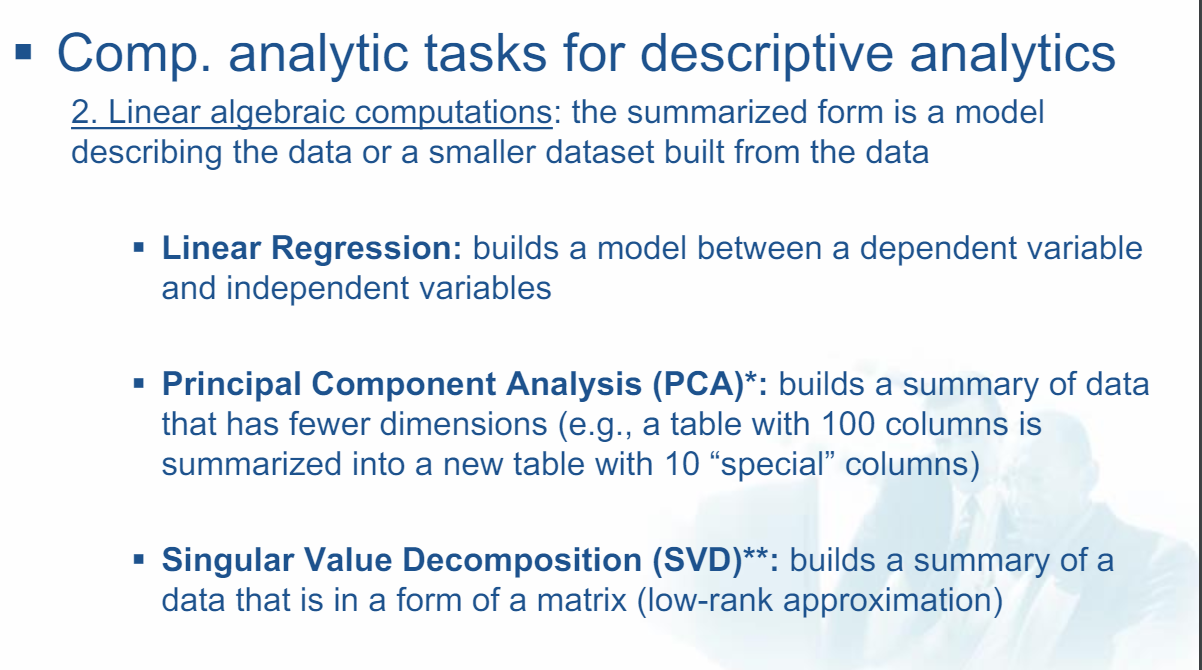 ▪ Comp. analytic tasks for descriptive analytics
2. Linear algebraic computations: the summarized form is a model
describing the data or a smaller dataset built from the data
▪ Linear Regression: builds a model between a dependent variable
and independent variables
▪ Principal Component Analysis (PCA)*: builds a summary of data
that has fewer dimensions (e.g., a table with 100 columns is
summarized into a new table with 10 “special” columns)
▪ Singular Value Decomposition (SVD)**: builds a summary of a
data that is in a form of a matrix (low-rank approximation)